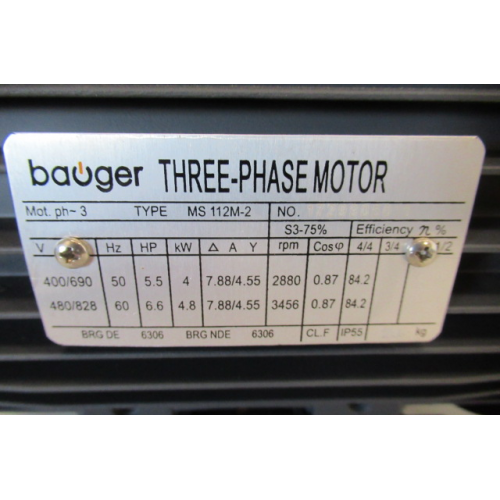 bauger THREE-PHASE MOTOR
Mot. ph~ 3 TYPE MS 112M-2 NO.
S3-75% Efficiency η %
V Hz HP kW Δ A Y rpm Cosφ 4/4 3/4 1/2
400/690 50 5.5 4 7.88/4.55 2880 0.87 84.2
480/828 60 6.6 4.8 7.88/4.55 3456 0.87 84.2
BRG DE 6306 BRG NDE 6306 CL.F IP55 kg